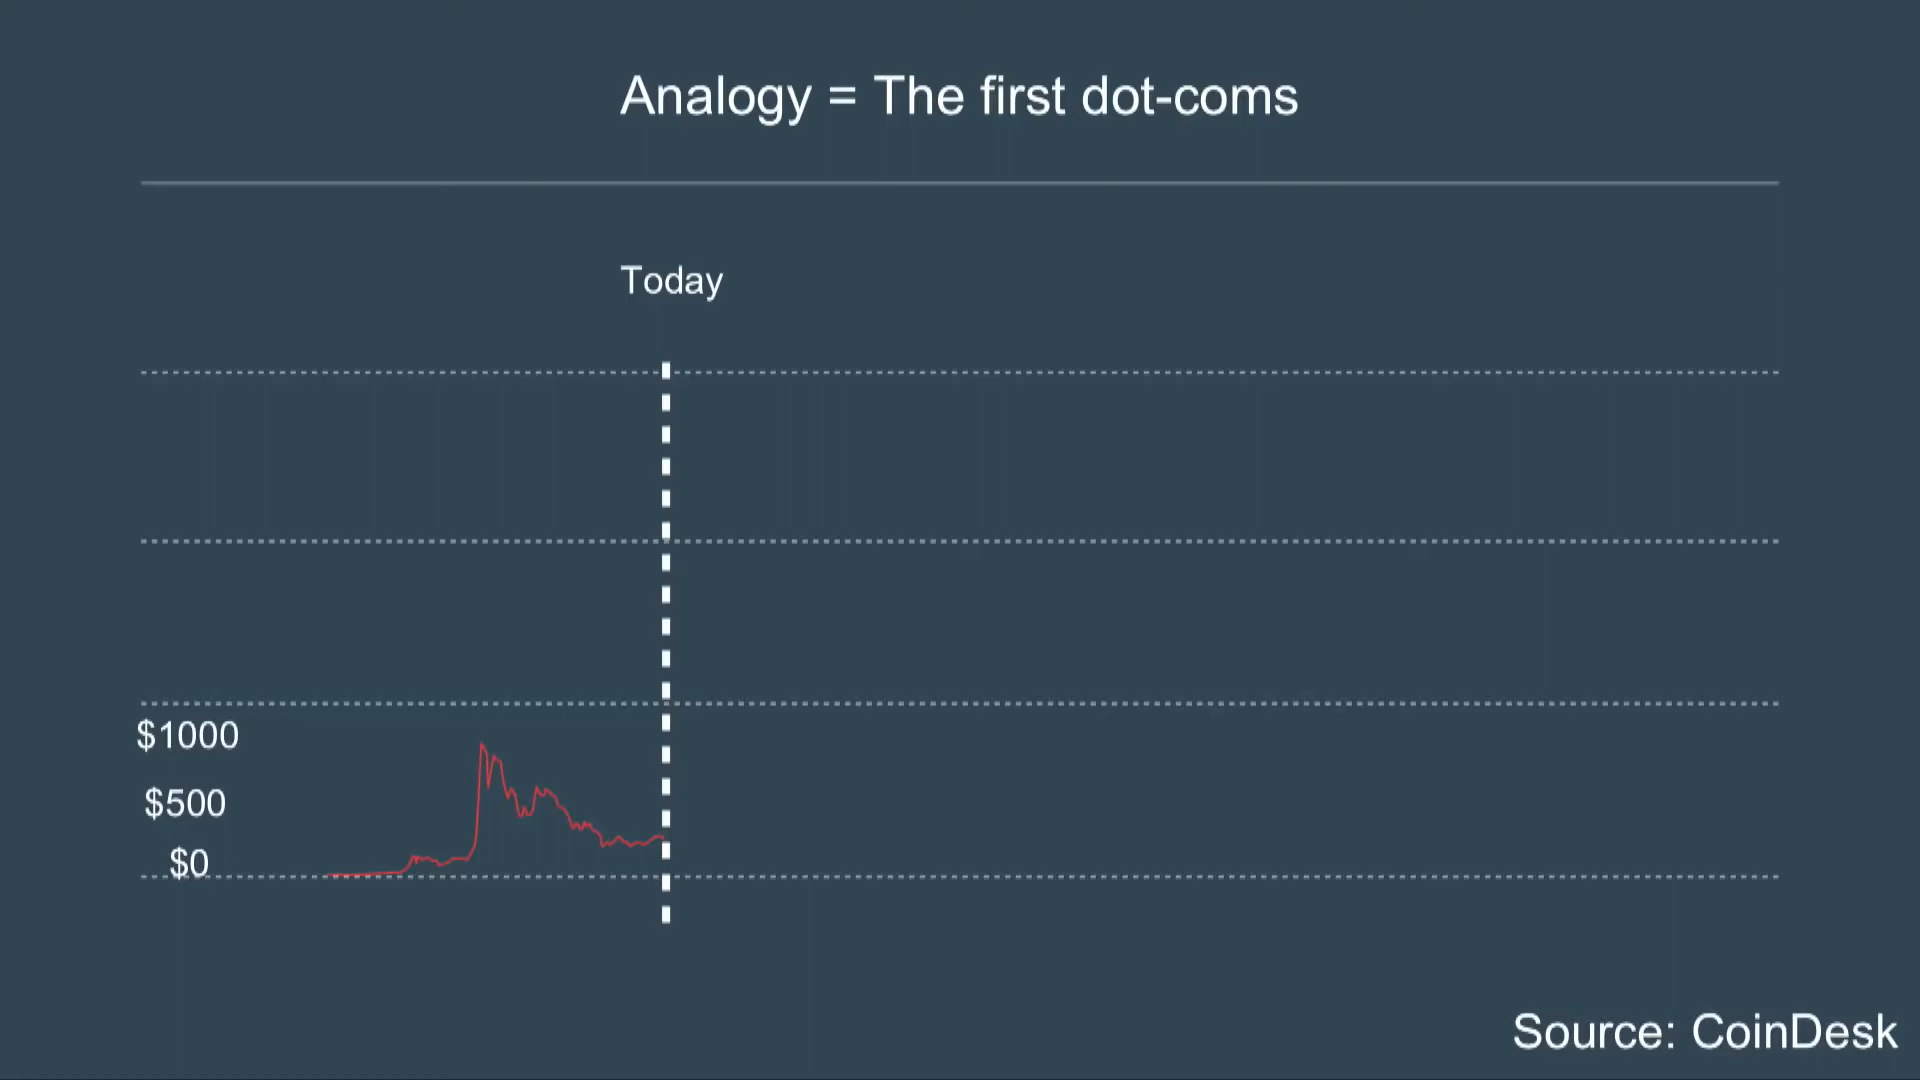 Analogy = The first dot-coms
Today
$1000
$500
$0
Source: CoinDesk